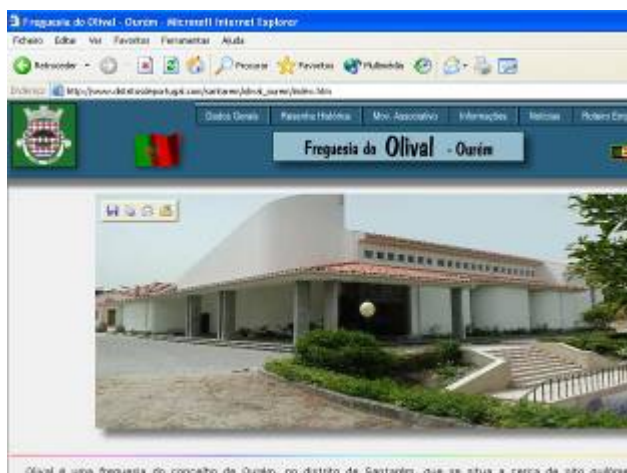 Freguesia do Olival - Ourém - Microsoft Internet Explorer
Ficheiro Editar Ver Favoritos Ferramentas Ajuda
Retroceder Procurar Favoritos Multimédia
Dados Gerais Resenha Histórica Mov. Associativo Informações Notícias Roteiro
Freguesia do Olival - Ourém
Olival é uma freguesia do concelho de Ourém, no distrito de Santarém, que se situa a cerca de oito